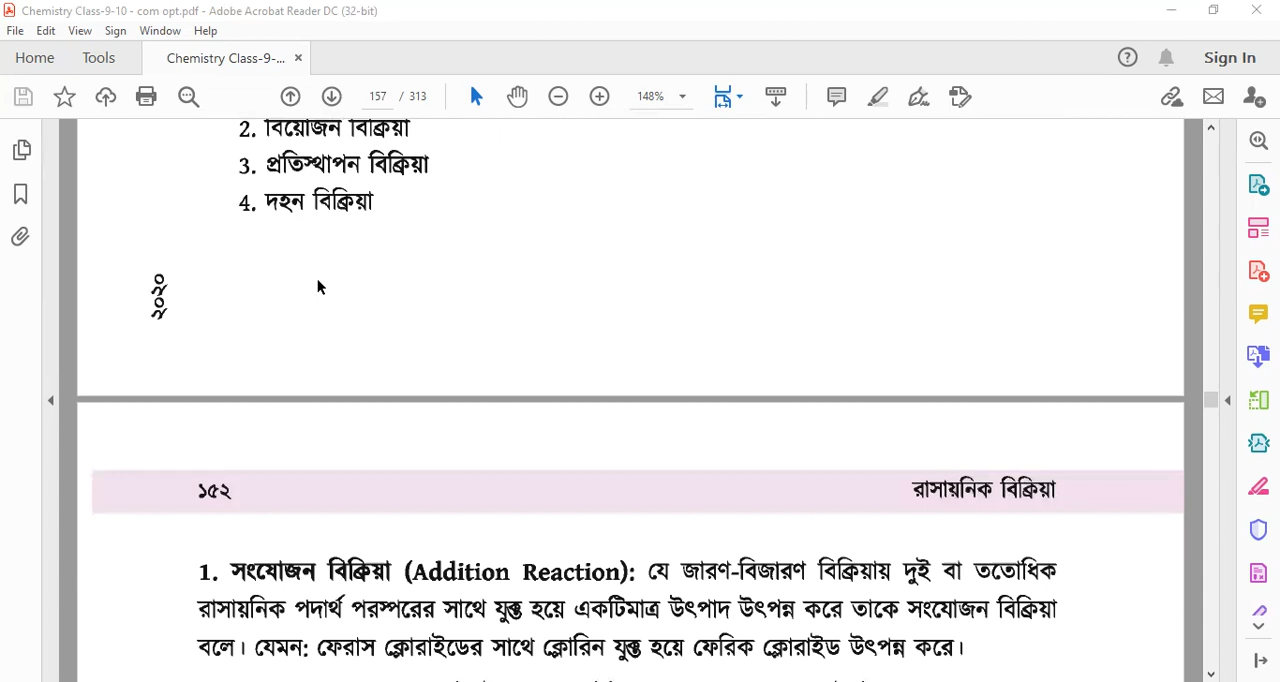 Chemistry Class-9-10 - com opt.pdf - Adobe Acrobat Reader DC (32-bit)
File Edit View Sign Window Help
Home Tools Chemistry Class-9-... × Sign In
157 / 313 148%
2. বিয়োজন বিক্রিয়া
3. প্রতিস্থাপন বিক্রিয়া
4. দহন বিক্রিয়া
২০২০
১৫২ রাসায়নিক বিক্রিয়া
1. সংযোজন বিক্রিয়া (Addition Reaction): যে জারণ-বিজারণ বিক্রিয়ায় দুই বা ততোধিক
রাসায়নিক পদার্থ পরস্পরের সাথে যুক্ত হয়ে একটিমাত্র উৎপাদ উৎপন্ন করে তাকে সংযোজন বিক্রিয়া
বলে। যেমন: ফেরাস ক্লোরাইডের সাথে ক্লোরিন যুক্ত হয়ে ফেরিক ক্লোরাইড উৎপন্ন করে।